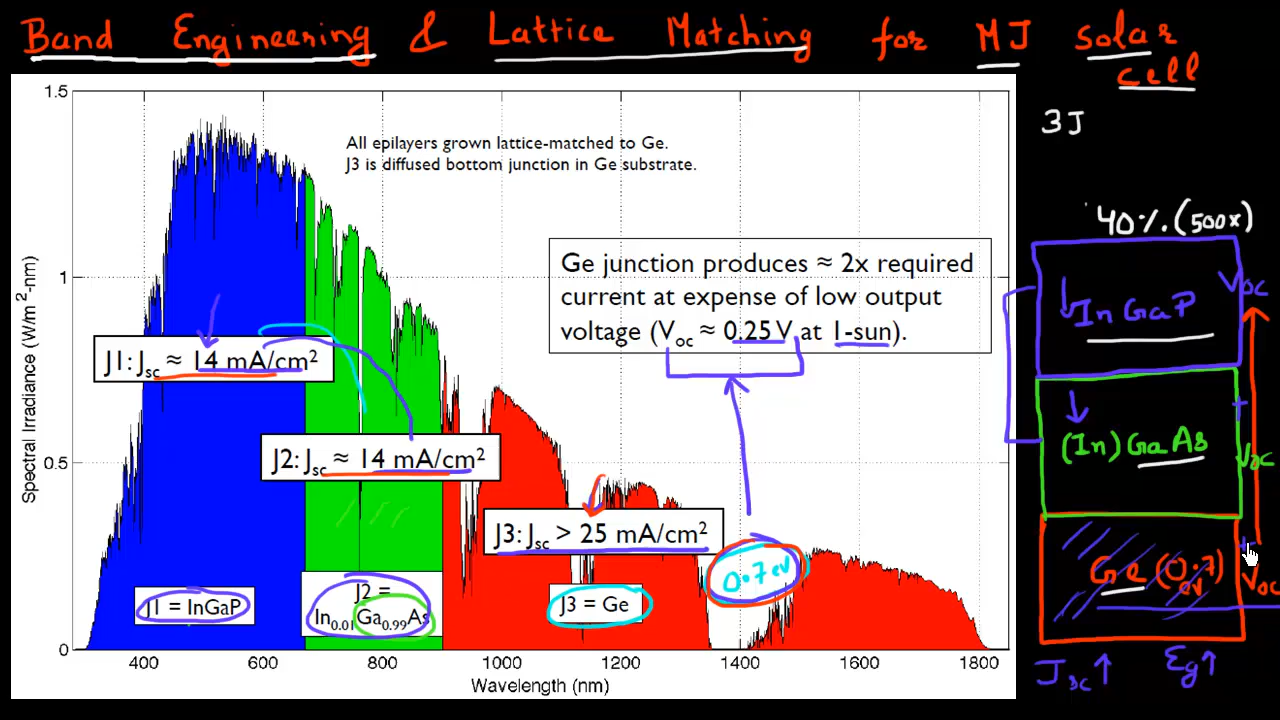 Band Engineering & Lattice Matching for MJ solar
cell
3J
40%. (500x)
1.5
1
0.5
0
Spectral Irradiance (W/m²-nm)
All epilayers grown lattice-matched to Ge.
J3 is diffused bottom junction in Ge substrate.
Ge junction produces ≈ 2x required
current at expense of low output
voltage (Voc ≈ 0.25 V at 1-sun).
J1: Jsc ≈ 14 mA/cm²
J2: Jsc ≈ 14 mA/cm²
J3: Jsc > 25 mA/cm²
0.7 eV
J1 = InGaP
J2 =
In0.01Ga0.99As
J3 = Ge
400 600 800 1000 1200 1400 1600 1800
Wavelength (nm)
↓ InGaP Voc
↓ (In) GaAs + Voc
Ge (0.7 eV) + Voc
Jsc ↑ Eg ↑